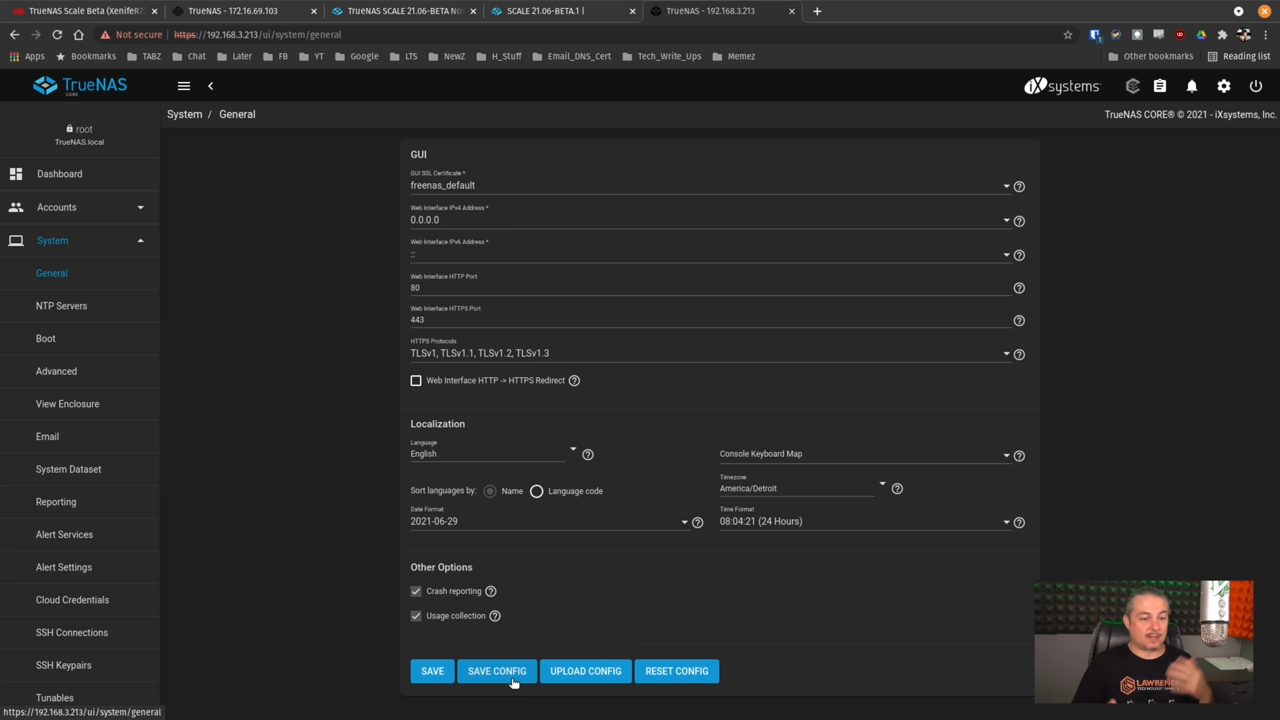 TrueNAS Scale Beta (XenifeR7
TrueNAS - 172.16.69.103
TrueNAS SCALE 21.06-BETA No
SCALE 21.06-BETA.1 |
TrueNAS - 192.168.3.213
Not secure | https://192.168.3.213/ui/system/general
Apps
Bookmarks
TABZ
Chat
Later
FB
YT
Google
LTS
NewZ
H_Stuff
Email_DNS_Cert
Tech_Write_Ups
Memez
Other bookmarks
Reading list
TrueNAS
CORE
iXsystems
System / General
TrueNAS CORE® © 2021 - iXsystems, Inc.
root
TrueNAS.local
Dashboard
Accounts
System
General
NTP Servers
Boot
Advanced
View Enclosure
Email
System Dataset
Reporting
Alert Services
Alert Settings
Cloud Credentials
SSH Connections
SSH Keypairs
Tunables
GUI
GUI SSL Certificate *
freenas_default
Web Interface IPv4 Address *
0.0.0.0
Web Interface IPv6 Address *
::
Web Interface HTTP Port
80
Web Interface HTTPS Port
443
HTTPS Protocols
TLSv1, TLSv1.1, TLSv1.2, TLSv1.3
Web Interface HTTP -> HTTPS Redirect
Localization
Language
English
Console Keyboard Map
Sort languages by:
Name
Language code
Timezone
America/Detroit
Date Format
2021-06-29
Time Format
08:04:21 (24 Hours)
Other Options
Crash reporting
Usage collection
SAVE
SAVE CONFIG
UPLOAD CONFIG
RESET CONFIG
LAWRENCE
https://192.168.3.213/ui/system/general